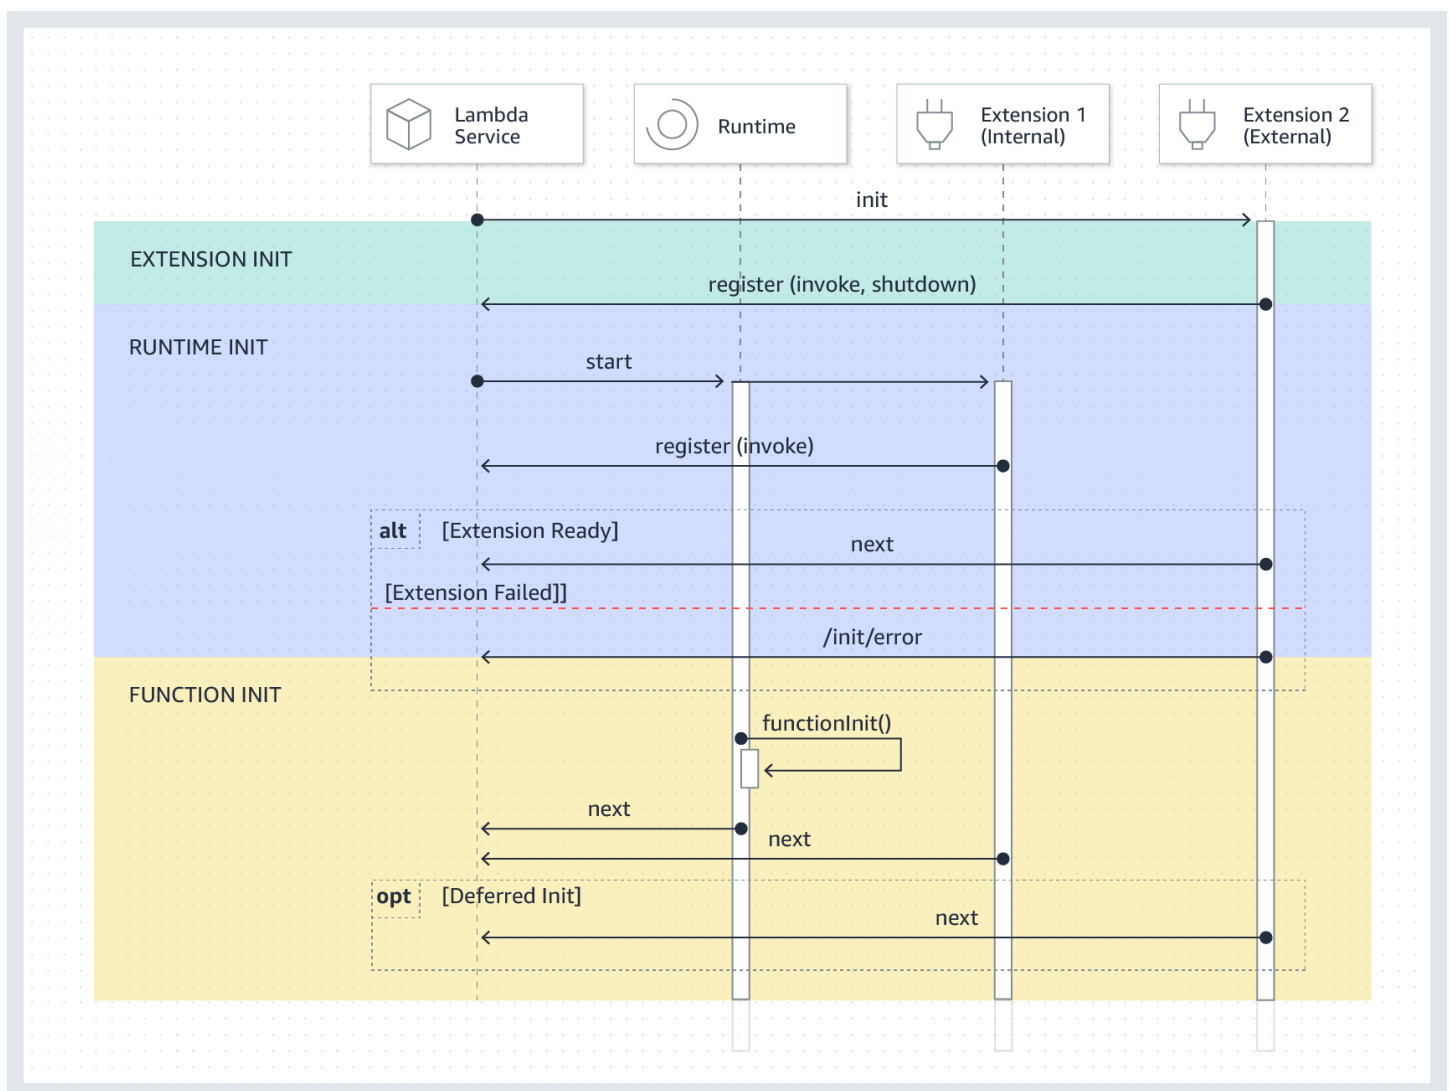 Lambda
Service
Runtime
Extension 1
(Internal)
Extension 2
(External)
init
EXTENSION INIT
register (invoke, shutdown)
RUNTIME INIT
start
register (invoke)
alt [Extension Ready]
next
[Extension Failed]]
/init/error
FUNCTION INIT
functionInit()
next
next
opt [Deferred Init]
next